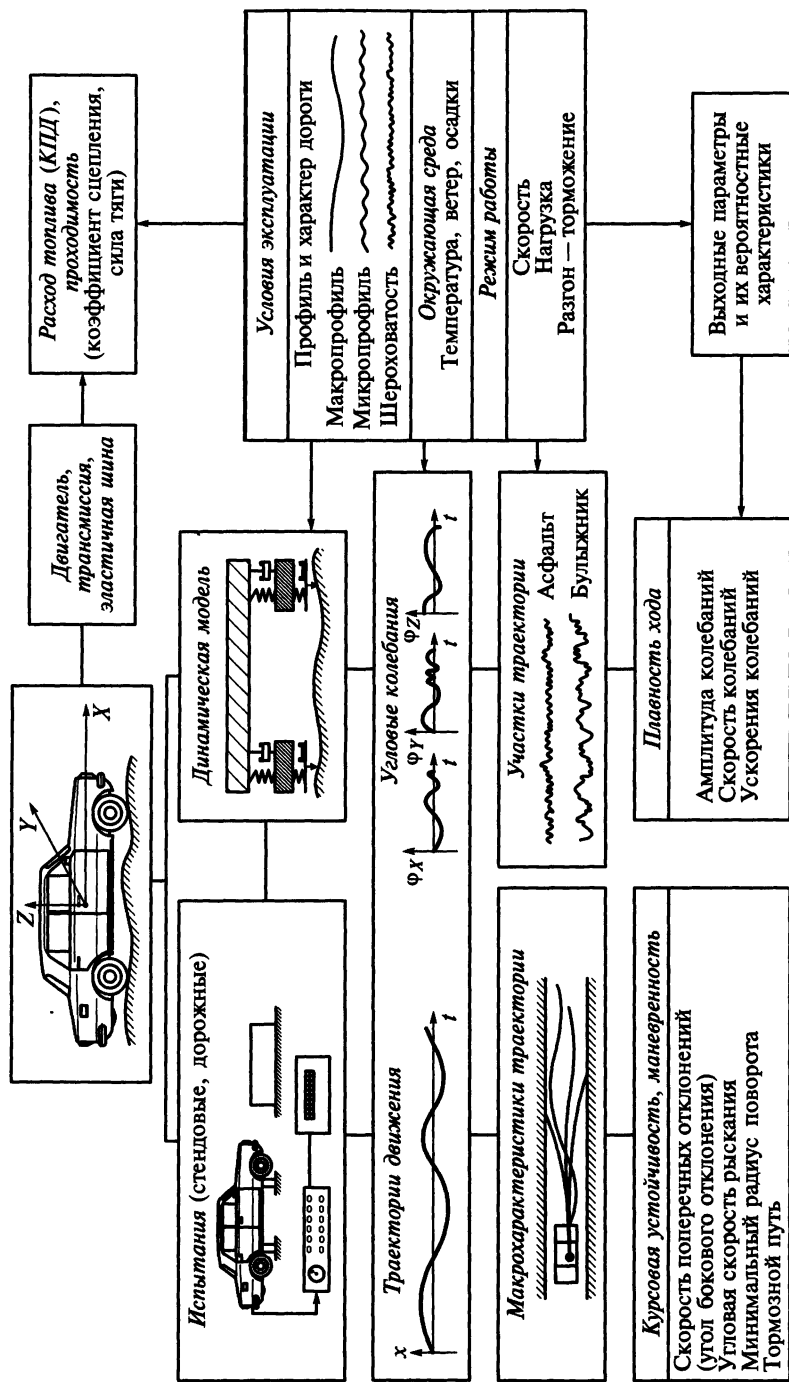 Z
Y
X
Двигатель,
трансмиссия,
эластичная шина
Расход топлива (КПД),
проходимость
(коэффициент сцепления,
сила тяги)
Испытания (стендовые, дорожные)
Динамическая модель
Условия эксплуатации
Профиль и характер дороги
Макропрофиль
Микропрофиль
Шероховатость
Окружающая среда
Температура, ветер, осадки
Режим работы
Скорость
Нагрузка
Разгон — торможение
Траектории движения
x
t
Угловые колебания
φX
t
φY
t
φZ
t
Макрохарактеристики траектории
Участки траектории
Асфальт
Булыжник
Курсовая устойчивость, маневренность
Скорость поперечных отклонений
(угол бокового отклонения)
Угловая скорость рыскания
Минимальный радиус поворота
Тормозной путь
Плавность хода
Амплитуда колебаний
Скорость колебаний
Ускорения колебаний
Выходные параметры
и их вероятностные
характеристики